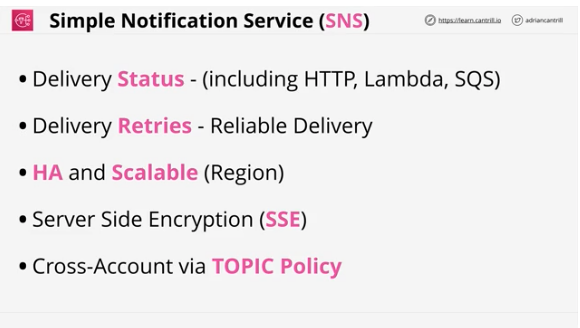 Simple Notification Service (SNS)
https://learn.cantrill.io
adriancantrill
• Delivery Status - (including HTTP, Lambda, SQS)
• Delivery Retries - Reliable Delivery
• HA and Scalable (Region)
• Server Side Encryption (SSE)
• Cross-Account via TOPIC Policy